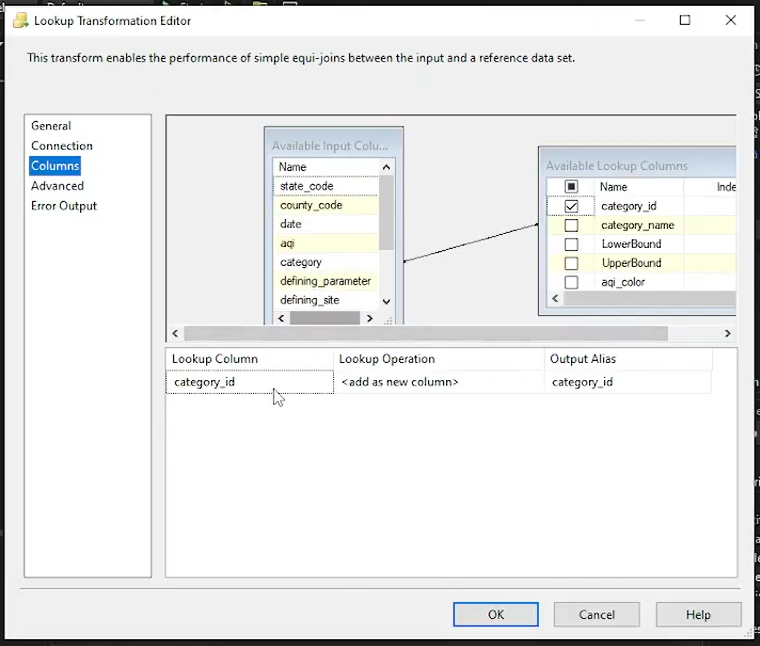 Lookup Transformation Editor
This transform enables the performance of simple equi-joins between the input and a reference data set.
General
Connection
Columns
Advanced
Error Output
Available Input Colu...
Name
state_code
county_code
date
aqi
category
defining_parameter
defining_site
Available Lookup Columns
Name Inde
category_id
category_name
LowerBound
UpperBound
aqi_color
Lookup Column Lookup Operation Output Alias
category_id <add as new column> category_id
OK Cancel Help